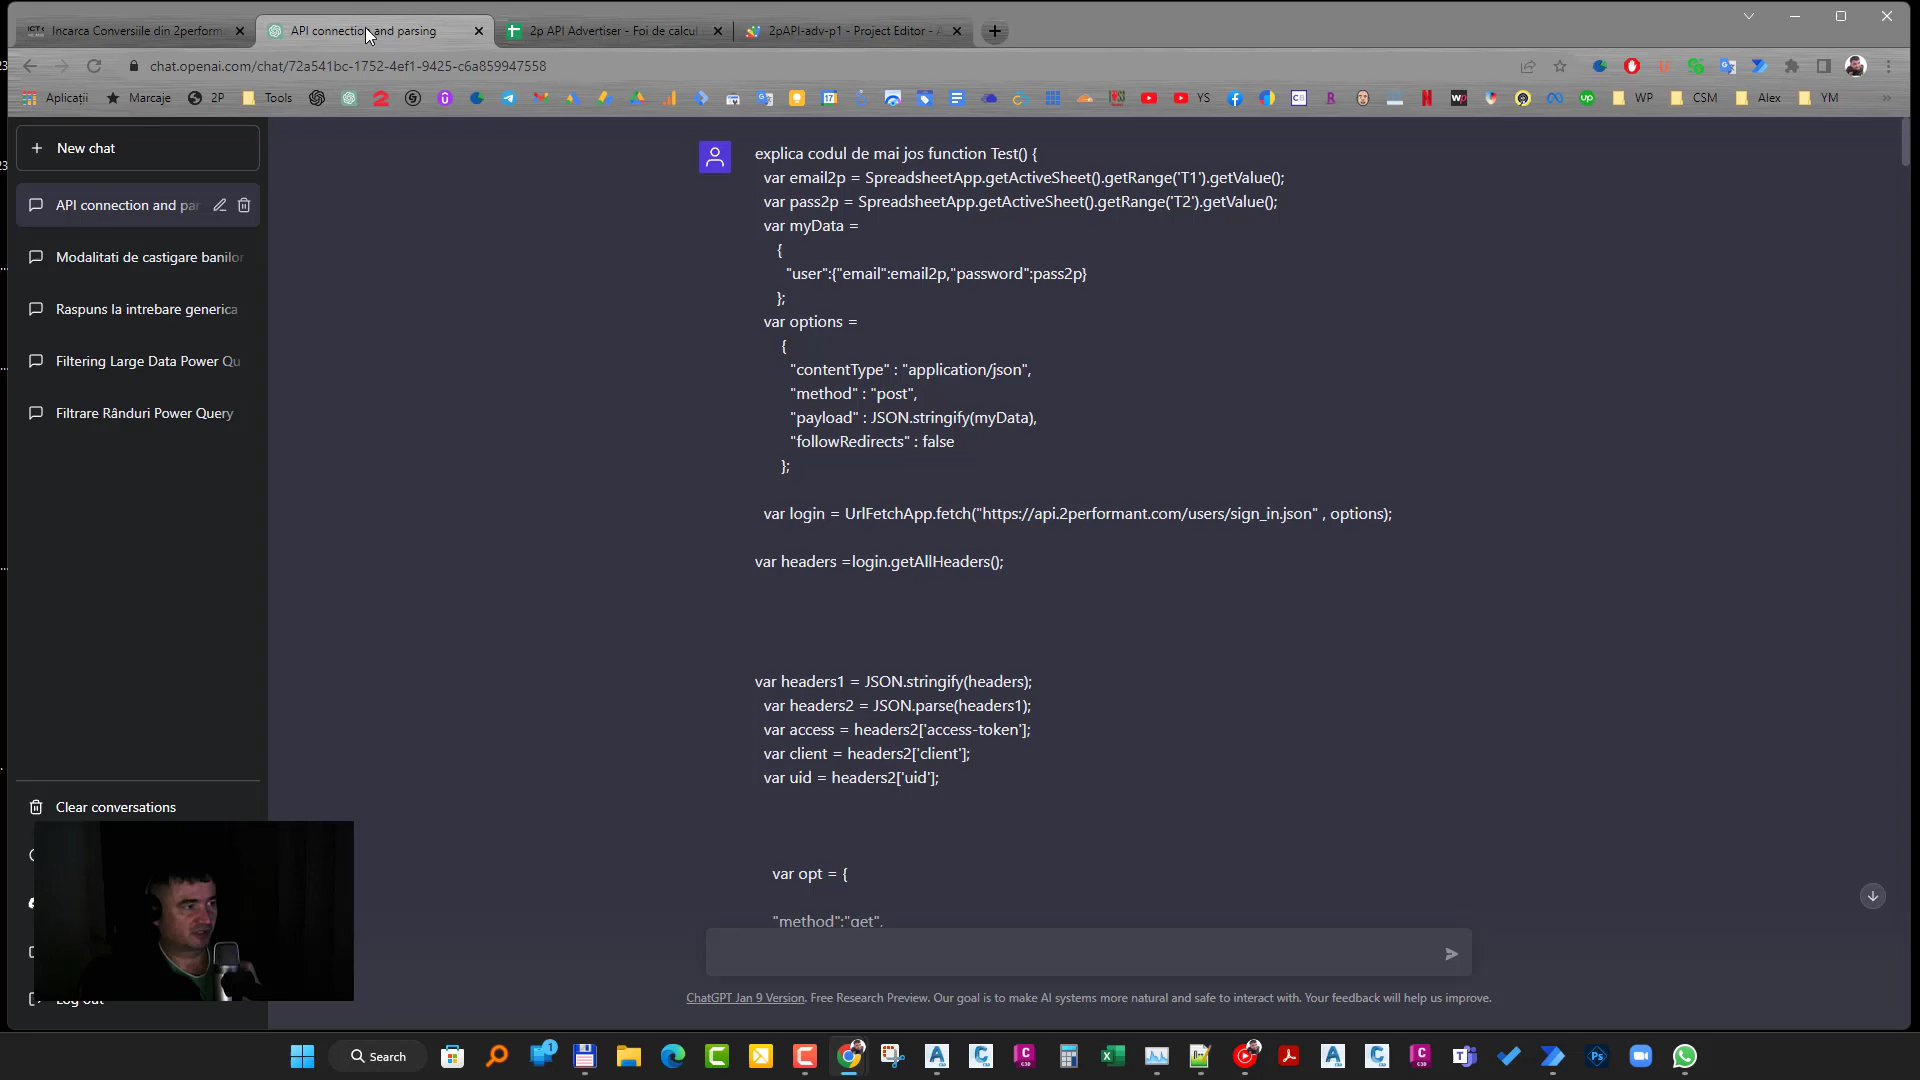 Incarca Conversiile din 2perform
API connection and parsing
2p API Advertiser - Foi de calcul
2pAPI-adv-p1 - Project Editor - A
chat.openai.com/chat/72a541bc-1752-4ef1-9425-c6a859947558
Aplicații
Marcaje
2P
Tools
YS
WP
CSM
Alex
YM
New chat
API connection and par
Modalitati de castigare banilor
Raspuns la intrebare generica
Filtering Large Data Power Qu
Filtrare Rânduri Power Query
Clear conversations
Log out
explica codul de mai jos function Test() {
var email2p = SpreadsheetApp.getActiveSheet().getRange('T1').getValue();
var pass2p = SpreadsheetApp.getActiveSheet().getRange('T2').getValue();
var myData =
{
"user":{"email":email2p,"password":pass2p}
};
var options =
{
"contentType" : "application/json",
"method" : "post",
"payload" : JSON.stringify(myData),
"followRedirects" : false
};
var login = UrlFetchApp.fetch("https://api.2performant.com/users/sign_in.json" , options);
var headers =login.getAllHeaders();
var headers1 = JSON.stringify(headers);
var headers2 = JSON.parse(headers1);
var access = headers2['access-token'];
var client = headers2['client'];
var uid = headers2['uid'];
var opt = {
"method":"get",
ChatGPT Jan 9 Version. Free Research Preview. Our goal is to make AI systems more natural and safe to interact with. Your feedback will help us improve.
Search